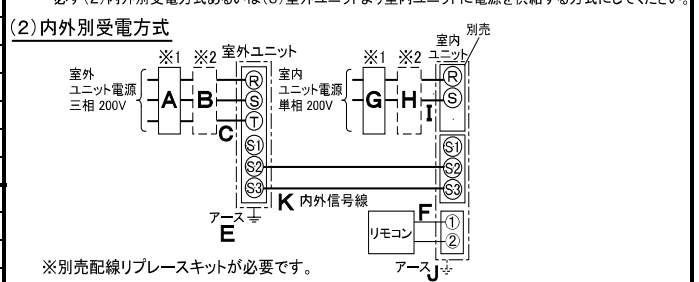 必ず(2)内外別受電方式あるいは(3)室外ユニットより室内ユニットに電源を供給する方式にしてください。
(2)内外別受電方式
別売
※1 ※2 室外ユニット
※1 ※2 室内
ユニット
室外
ユニット電源
三相 200V
A B C
R
S
T
S1
S2
S3
室内
ユニット電源
単相 200V
G H I
R
S
S1
S2
S3
K 内外信号線
アース
E
リモコン
F
1
2
アース J
※別売配線リプレースキットが必要です。